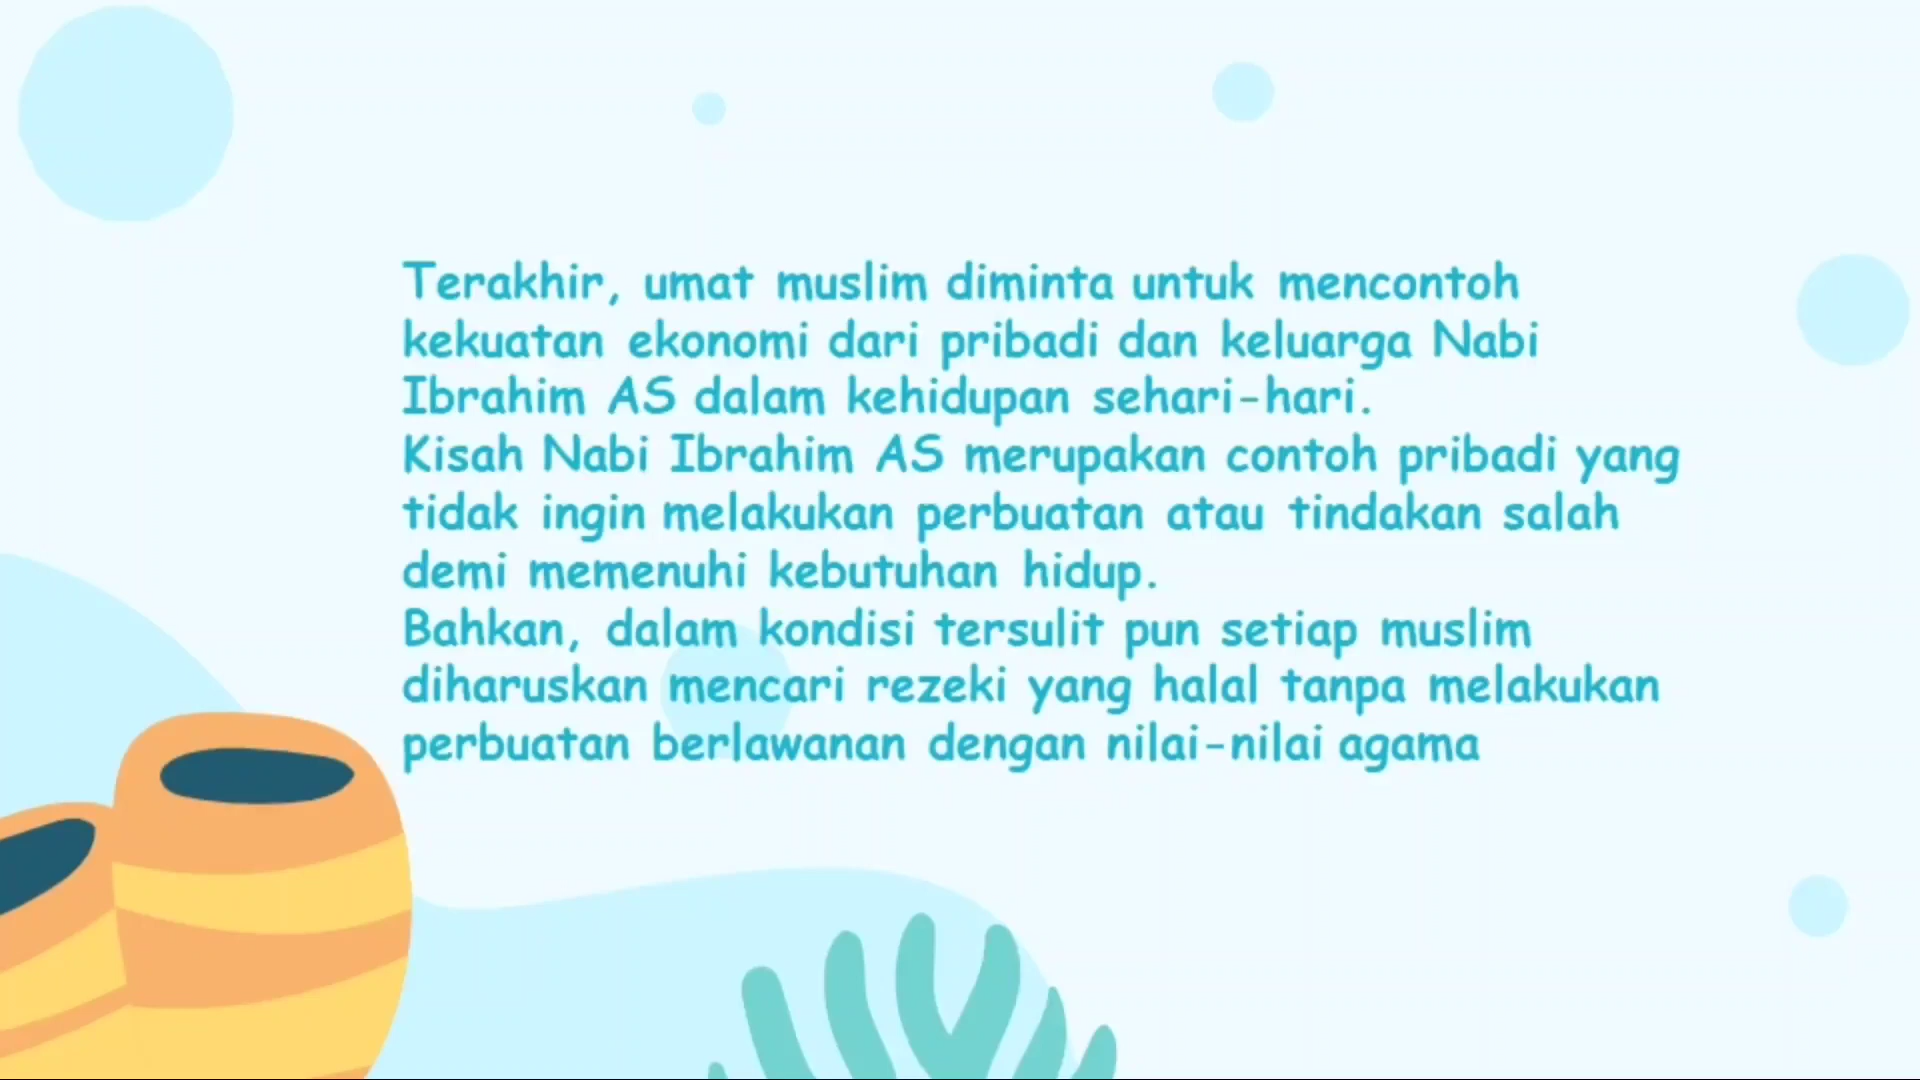 Terakhir, umat muslim diminta untuk mencontoh
kekuatan ekonomi dari pribadi dan keluarga Nabi
Ibrahim AS dalam kehidupan sehari-hari.
Kisah Nabi Ibrahim AS merupakan contoh pribadi yang
tidak ingin melakukan perbuatan atau tindakan salah
demi memenuhi kebutuhan hidup.
Bahkan, dalam kondisi tersulit pun setiap muslim
diharuskan mencari rezeki yang halal tanpa melakukan
perbuatan berlawanan dengan nilai-nilai agama